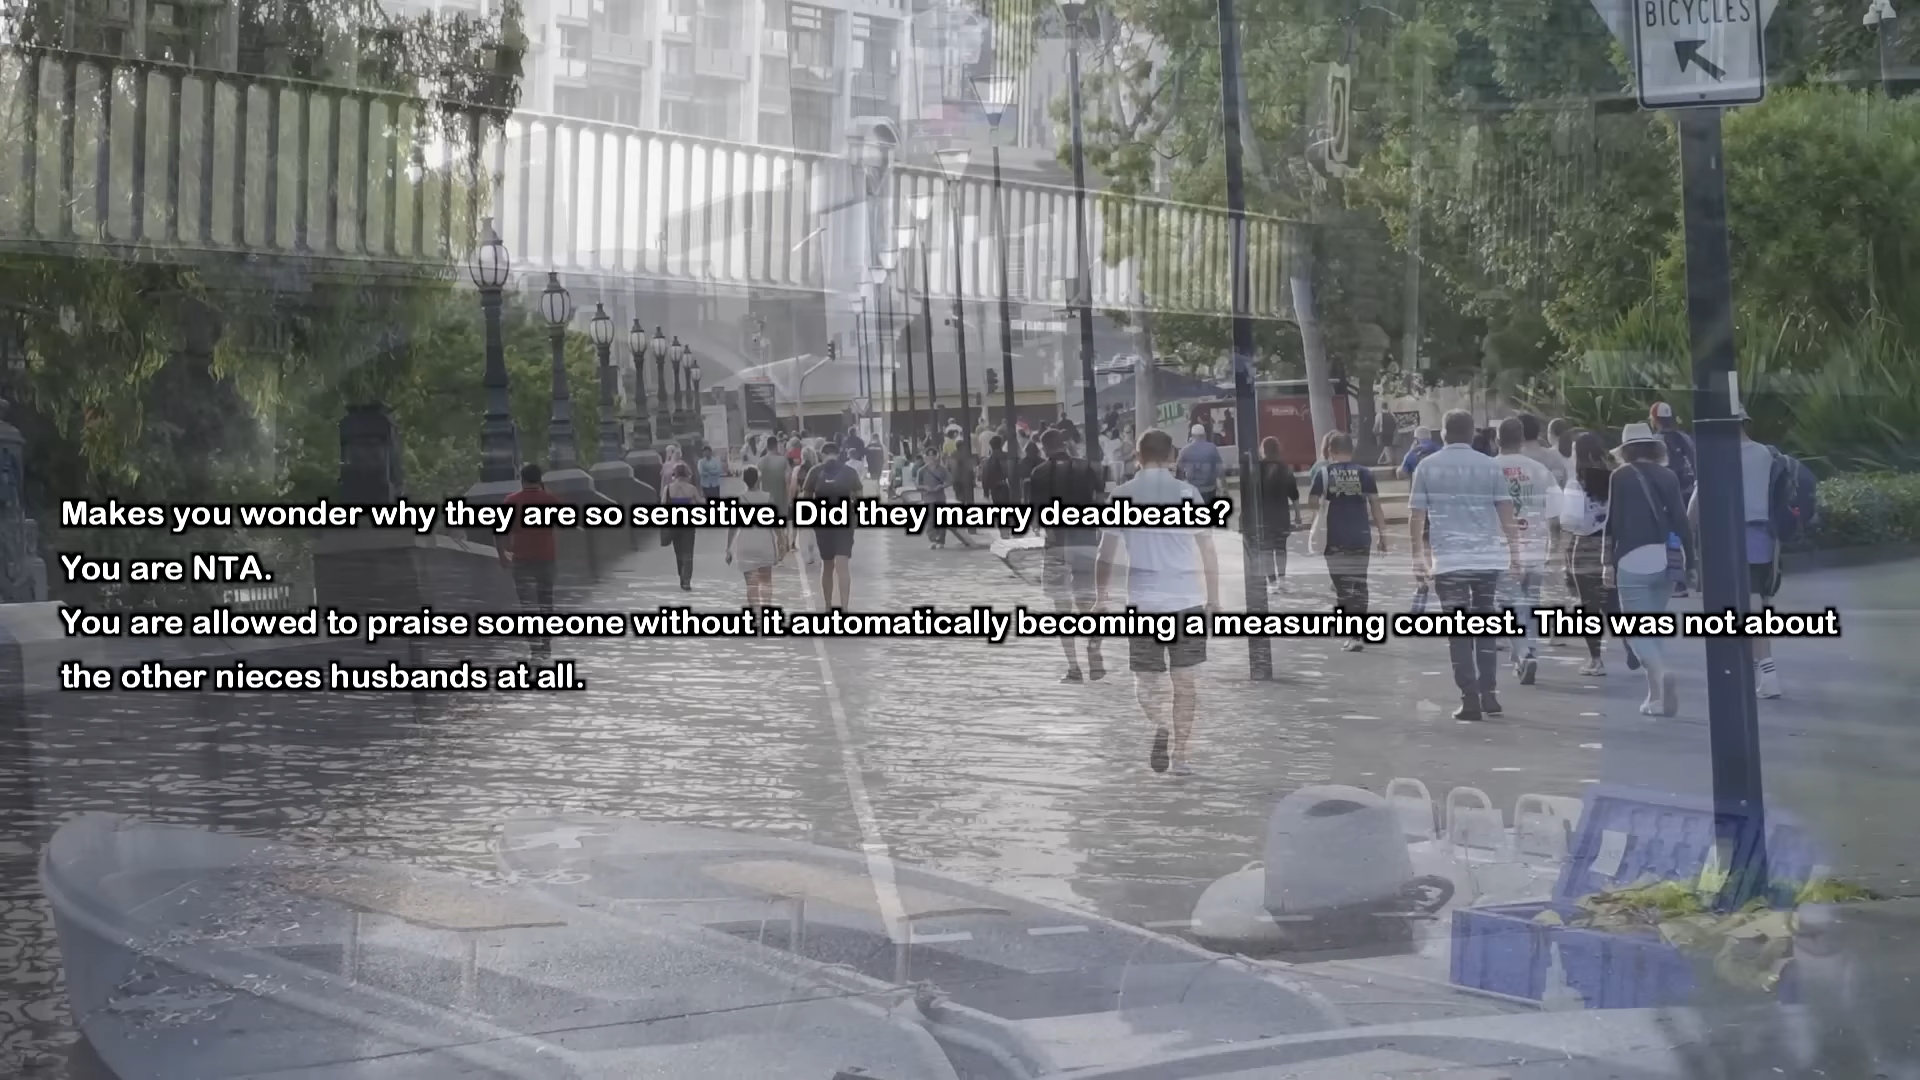 BICYCLES
Makes you wonder why they are so sensitive. Did they marry deadbeats?
You are NTA.
You are allowed to praise someone without it automatically becoming a measuring contest. This was not about
the other nieces husbands at all.